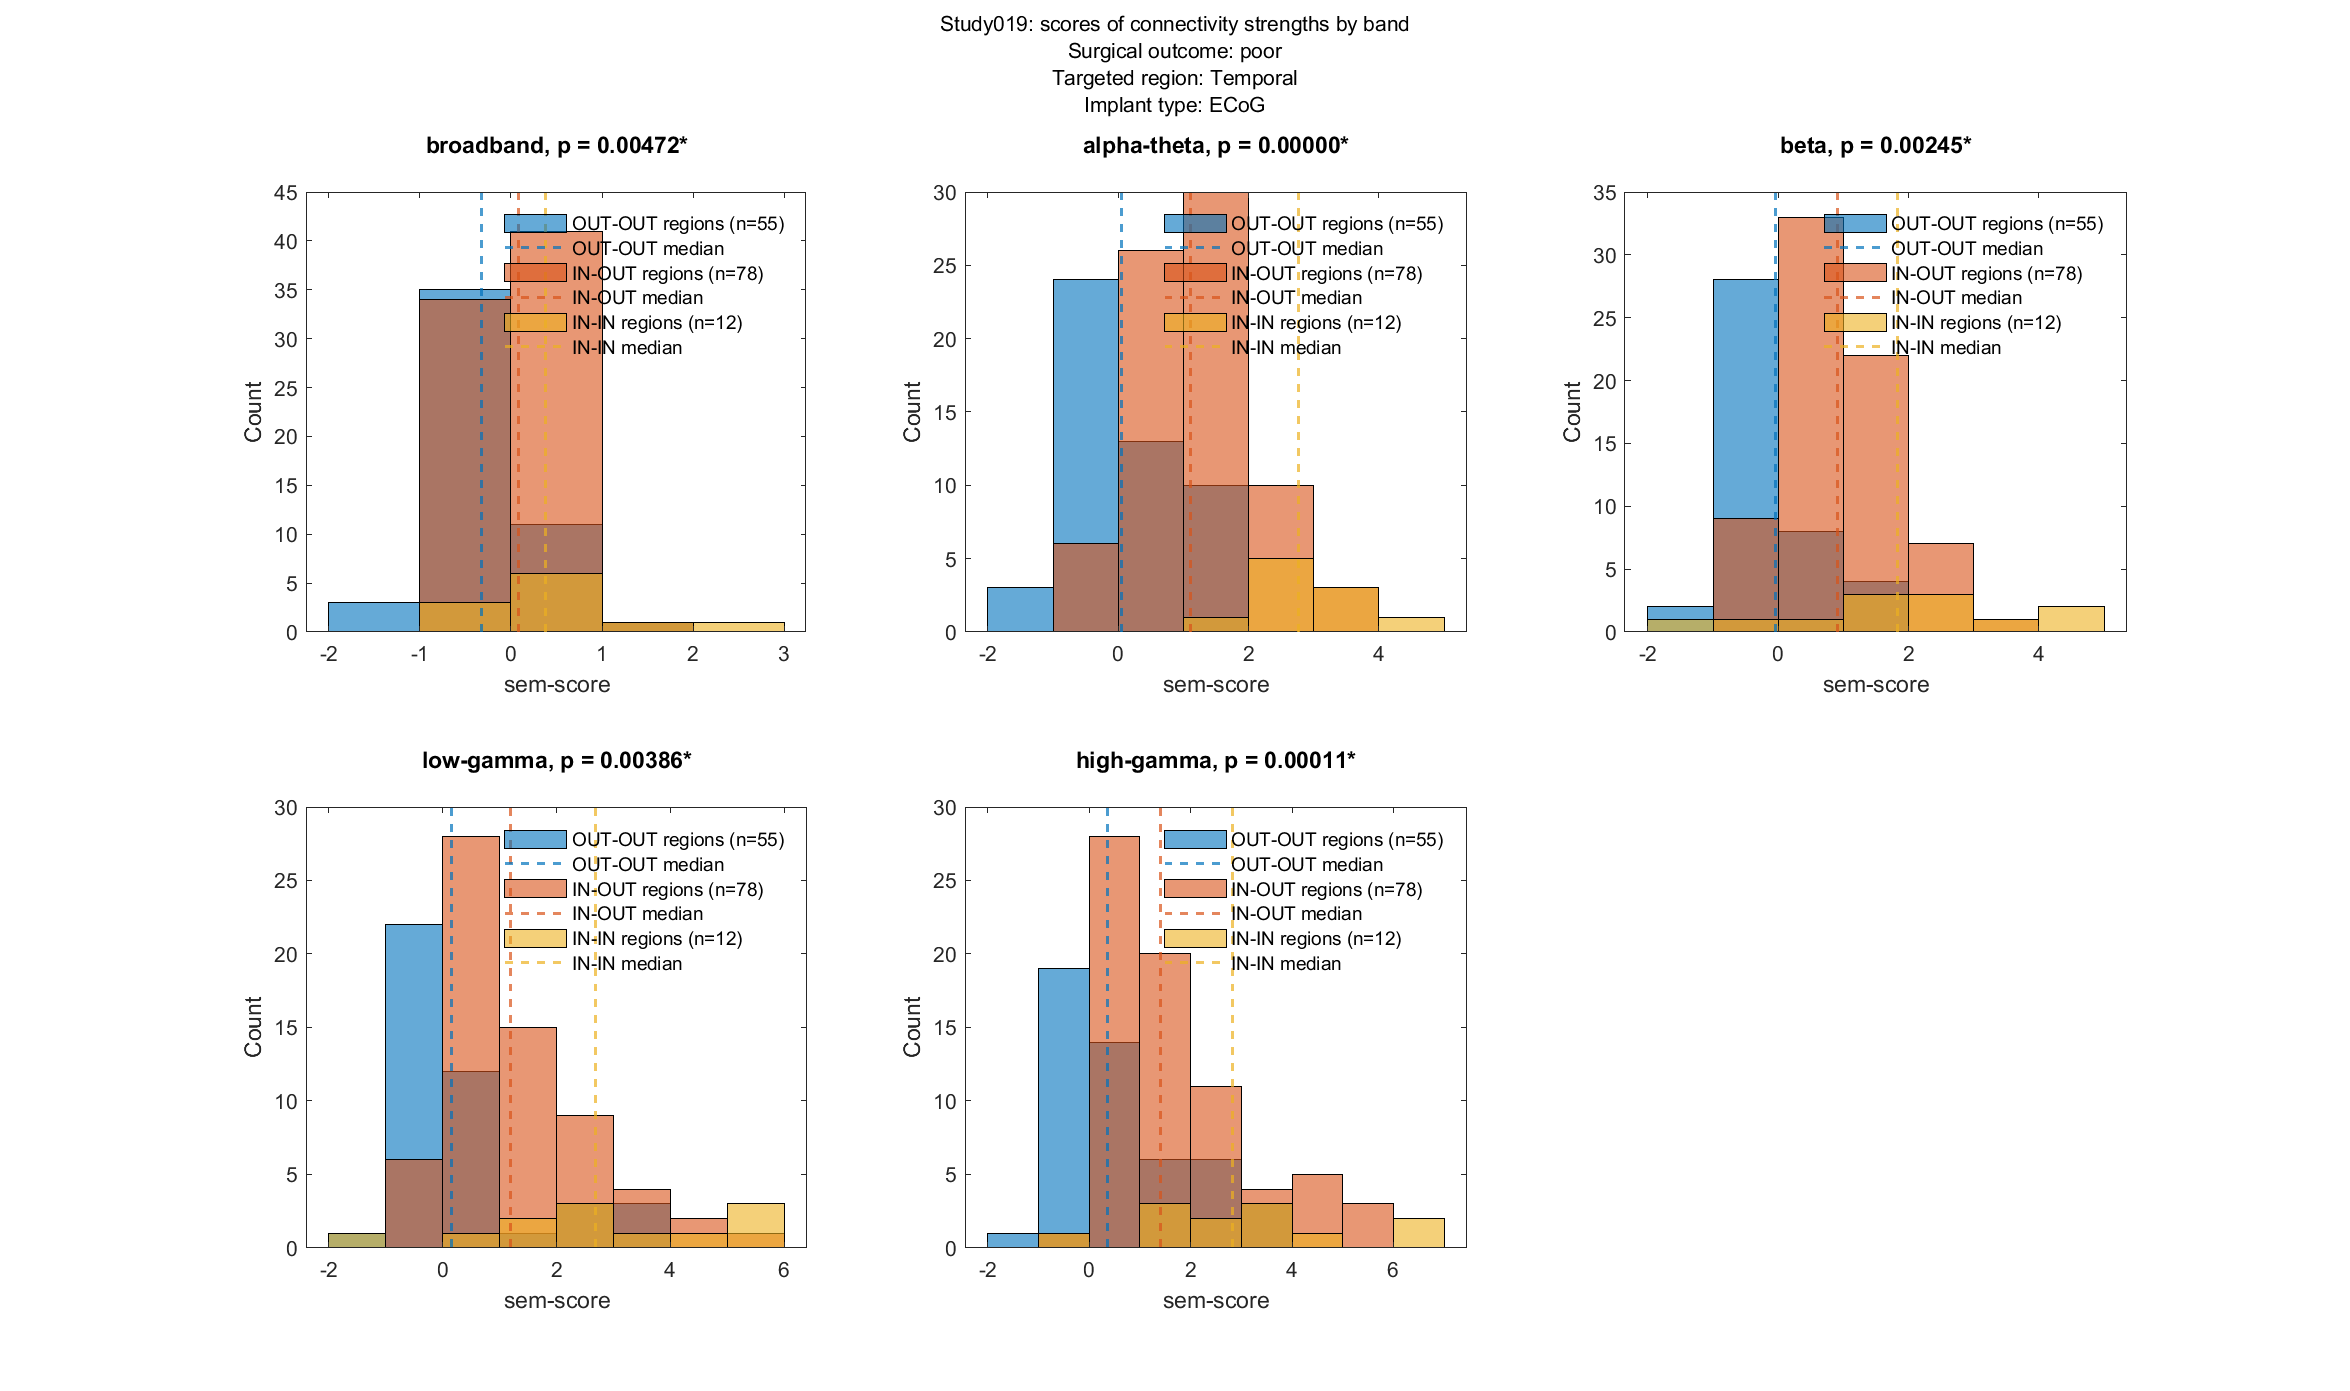 Study019: scores of connectivity strengths by band
Surgical outcome: poor
Targeted region: Temporal
Implant type: ECoG
broadband, p = 0.00472*
45
40
35
30
25
20
15
10
5
0
Count
-2 -1 0 1 2 3
sem-score
OUT-OUT regions (n=55)
OUT-OUT median
IN-OUT regions (n=78)
IN-OUT median
IN-IN regions (n=12)
IN-IN median
alpha-theta, p = 0.00000*
30
25
20
15
10
5
0
Count
-2 0 2 4
sem-score
OUT-OUT regions (n=55)
OUT-OUT median
IN-OUT regions (n=78)
IN-OUT median
IN-IN regions (n=12)
IN-IN median
beta, p = 0.00245*
35
30
25
20
15
10
5
0
Count
-2 0 2 4
sem-score
OUT-OUT regions (n=55)
OUT-OUT median
IN-OUT regions (n=78)
IN-OUT median
IN-IN regions (n=12)
IN-IN median
low-gamma, p = 0.00386*
30
25
20
15
10
5
0
Count
-2 0 2 4 6
sem-score
OUT-OUT regions (n=55)
OUT-OUT median
IN-OUT regions (n=78)
IN-OUT median
IN-IN regions (n=12)
IN-IN median
high-gamma, p = 0.00011*
30
25
20
15
10
5
0
Count
-2 0 2 4 6
sem-score
OUT-OUT regions (n=55)
OUT-OUT median
IN-OUT regions (n=78)
IN-OUT median
IN-IN regions (n=12)
IN-IN median